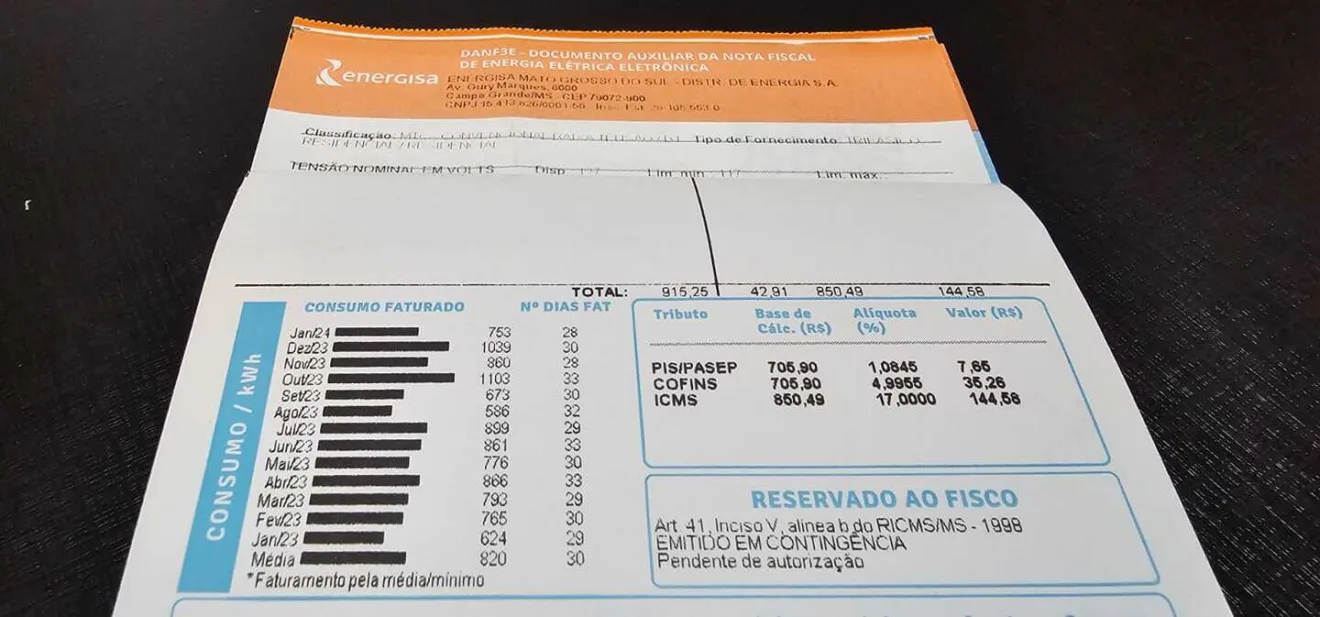 DANF3E - DOCUMENTO AUXILIAR DA NOTA FISCAL
DE ENERGIA ELÉTRICA ELETRÔNICA
energisa
ENERGISA MATO GROSSO DO SUL - DISTR. DE ENERGIA S.A.
Av. Gury Marques, 8000
Campo Grande/MS - CEP 79072-900
Classificação: CONVENCIONAL Tipo de Fornecimento: TRIFÁSICO
RESIDENCIAL / RESIDENCIAL
TENSÃO NOMINAL EM VOLTS Disp.: 127 Lim. min.: 117 Lim. máx.:
TOTAL: 915,25 42,91 850,49 144,58
CONSUMO / kWh
CONSUMO FATURADO Nº DIAS FAT
Jan/24 753 28
Dez/23 1039 30
Nov/23 860 28
Out/23 1103 33
Set/23 673 30
Ago/23 586 32
Jul/23 899 29
Jun/23 861 33
Mai/23 776 30
Abr/23 866 33
Mar/23 793 29
Fev/23 765 30
Jan/23 624 29
Média 820 30
*Faturamento pela média/mínimo
Tributo Base de Cálc. (R$) Alíquota (%) Valor (R$)
PIS/PASEP 705,90 1,0845 7,65
COFINS 705,90 4,9955 35,26
ICMS 850,49 17,0000 144,58
RESERVADO AO FISCO
Art. 41, Inciso V, alinea b do RICMS/MS - 1998
EMITIDO EM CONTINGÊNCIA
Pendente de autorização